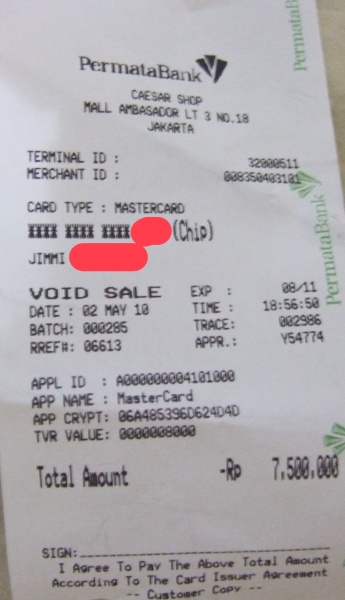 PermataBank
CAESAR SHOP
MALL AMBASADOR LT 3 NO.18
JAKARTA
TERMINAL ID : 32000511
MERCHANT ID : 008350403101
CARD TYPE : MASTERCARD
XXXX XXXX XXXX (Chip)
JIMMI
VOID SALE EXP : 08/11
DATE : 02 MAY 10 TIME : 18:56:50
BATCH: 000285 TRACE: 002986
RREF#: 06613 APPR.: Y54774
APPL ID : A0000000041010000
APP NAME : MasterCard
APP CRYPT: 06A485396D624D4D
TVR VALUE: 0000008000
Total Amount -Rp 7,500,000
SIGN:
I Agree To Pay The Above Total Amount
According To The Card Issuer Agreement
-- Customer Copy --
PermataBank
PermataBank